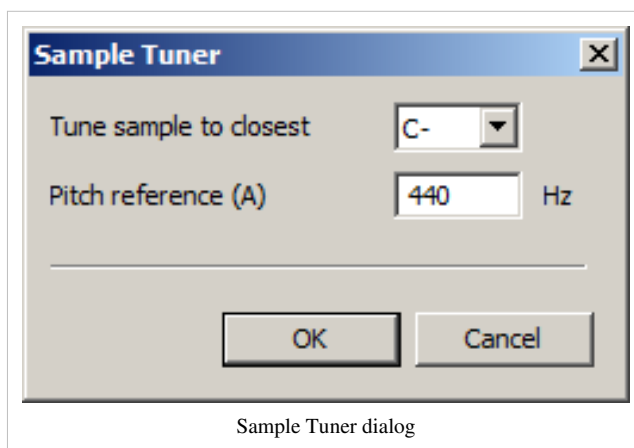 Sample Tuner
Tune sample to closest C-
Pitch reference (A) 440 Hz
OK Cancel
Sample Tuner dialog